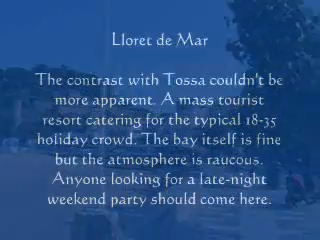 Lloret de Mar
The contrast with Tossa couldn't be
more apparent. A mass tourist
resort catering for the typical 18-35
holiday crowd. The bay itself is fine
but the atmosphere is raucous.
Anyone looking for a late-night
weekend party should come here.